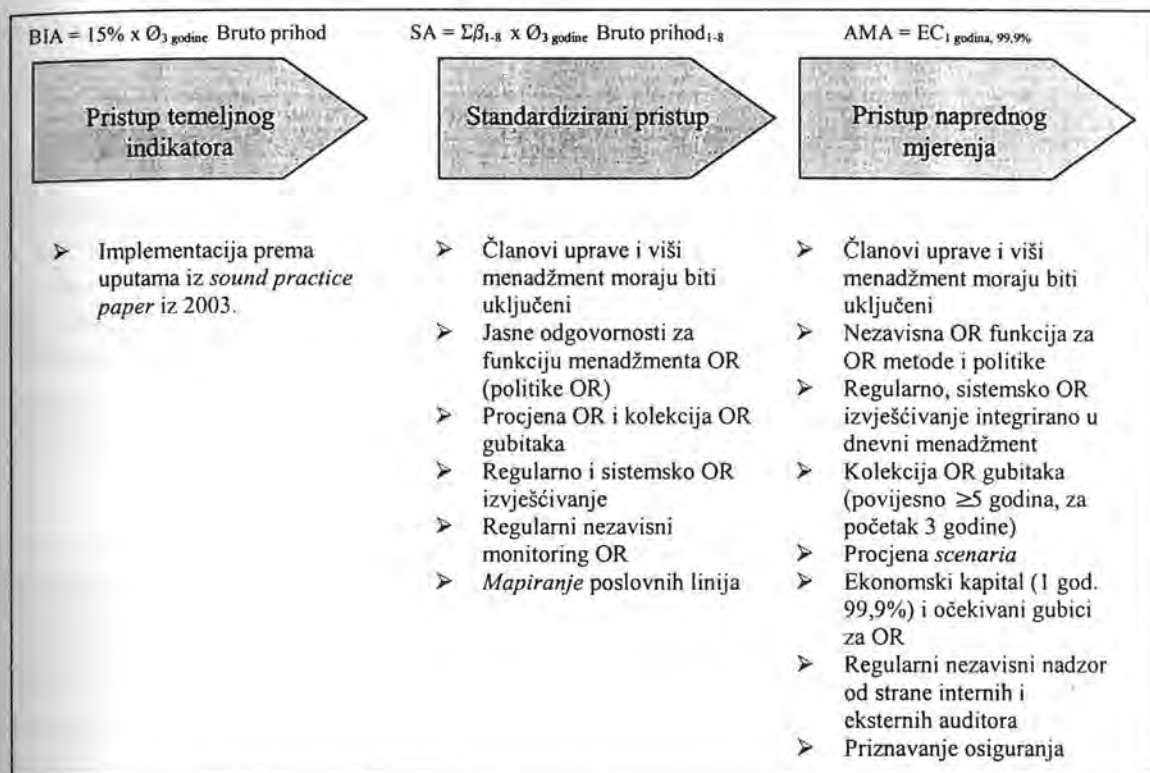 BIA = 15% x Ø3 godine Bruto prihod
Pristup temeljnog
indikatora
➢ Implementacija prema
uputama iz sound practice
paper iz 2003.
SA = Σβ1-8 x Ø3 godine Bruto prihod1-8
Standardizirani pristup
➢ Članovi uprave i viši
menadžment moraju biti
uključeni
➢ Jasne odgovornosti za
funkciju menadžmenta OR
(politike OR)
➢ Procjena OR i kolekcija OR
gubitaka
➢ Regularno i sistemsko OR
izvješćivanje
➢ Regularni nezavisni
monitoring OR
➢ Mapiranje poslovnih linija
AMA = EC1 godina, 99,9%
Pristup naprednog
mjerenja
➢ Članovi uprave i viši
menadžment moraju biti
uključeni
➢ Nezavisna OR funkcija za
OR metode i politike
➢ Regularno, sistemsko OR
izvješćivanje integrirano u
dnevni menadžment
➢ Kolekcija OR gubitaka
(povijesno ≥5 godina, za
početak 3 godine)
➢ Procjena scenaria
➢ Ekonomski kapital (1 god.
99,9%) i očekivani gubici
za OR
➢ Regularni nezavisni nadzor
od strane internih i
eksternih auditora
➢ Priznavanje osiguranja